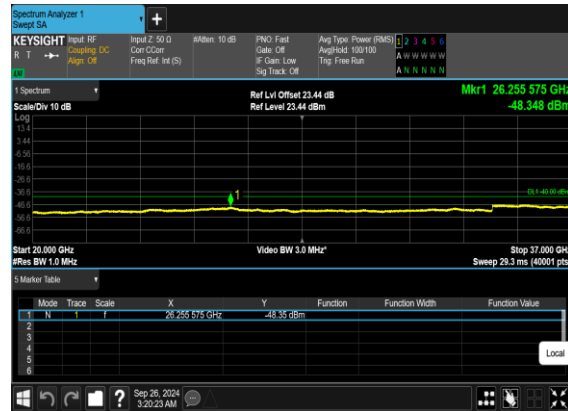 Spectrum Analyzer 1
Swept SA
+
KEYSIGHT Input: RF Input Z: 50 Ω #Atten: 10 dB PNO: Fast Avg Type: Power (RMS) 1 2 3 4 5 6
R T Coupling: DC Corr CCorr Gate: Off Avg|Hold: 100/100 A W W W W W
Align: Off Freq Ref: Int (S) IF Gain: Low Trig: Free Run
LXI Sig Track: Off A N N N N N
1 Spectrum Ref Lvl Offset 23.44 dB Mkr1 26.255 575 GHz
Scale/Div 10 dB Ref Level 23.44 dBm -48.348 dBm
Log
13.4
3.44
-6.56
-16.6
-26.6
-36.6 DL1 -40.00 dBm
1
-46.6
-56.6
-66.6
Start 20.000 GHz Video BW 3.0 MHz* Stop 37.000 GHz
#Res BW 1.0 MHz Sweep 29.3 ms (40001 pts)
5 Marker Table
Mode Trace Scale X Y Function Function Width Function Value
1 N 1 f 26.255 575 GHz -48.35 dBm
2
3
4
5
6
Local
? Sep 26, 2024
3:20:23 AM